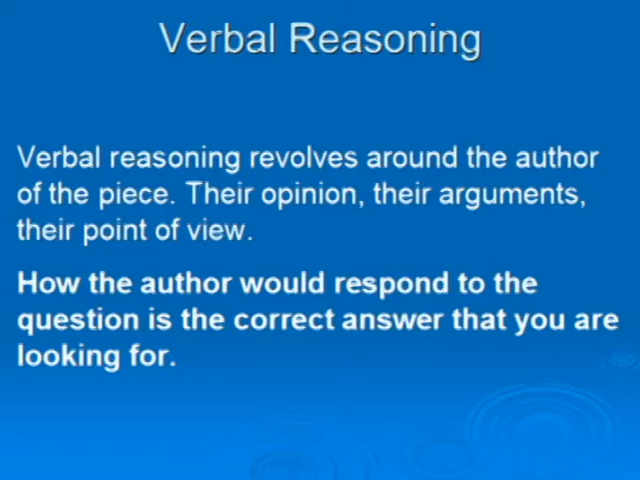 Verbal Reasoning
Verbal reasoning revolves around the author
of the piece. Their opinion, their arguments,
their point of view.
How the author would respond to the
question is the correct answer that you are
looking for.